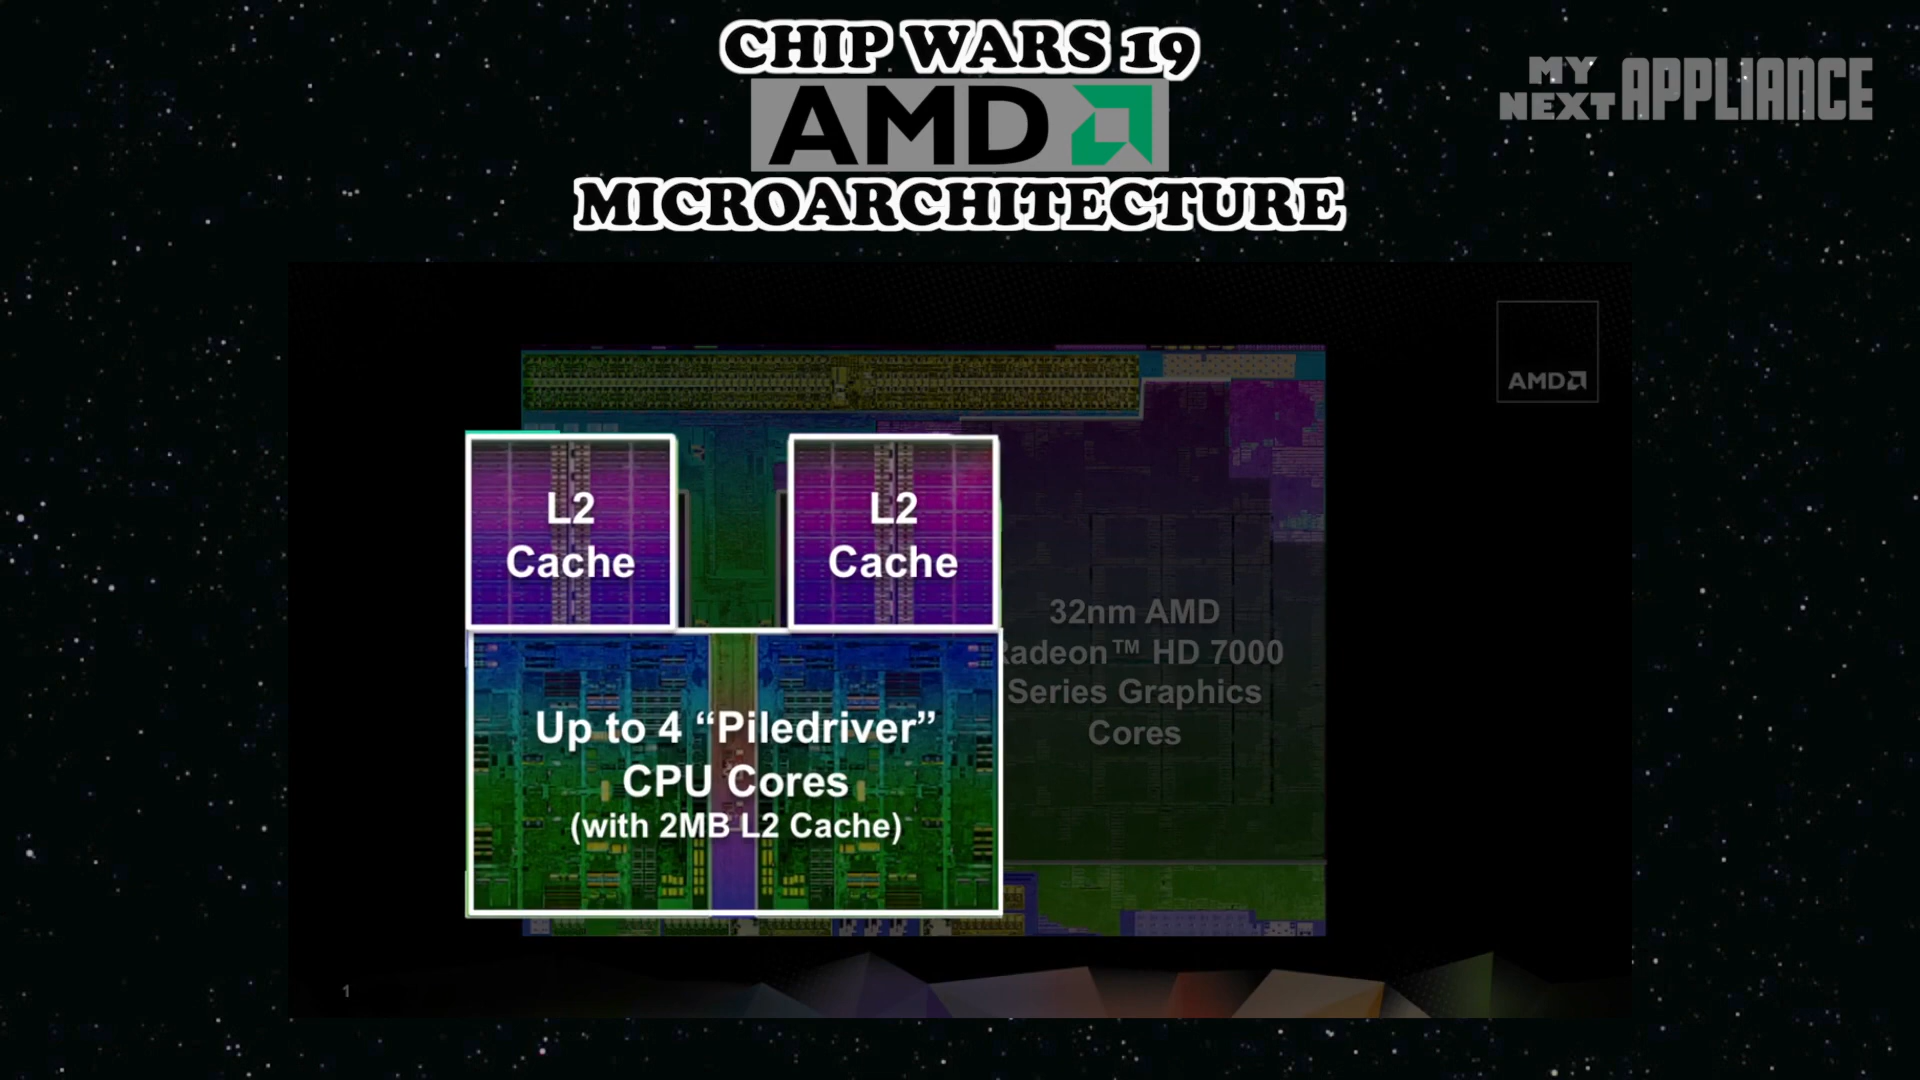 CHIP WARS 19
AMD
MICROARCHITECTURE
MY
NEXT APPLIANCE
AMD
L2
Cache
L2
Cache
Up to 4 “Piledriver”
CPU Cores
(with 2MB L2 Cache)
32nm AMD
Radeon™ HD 7000
Series Graphics
Cores
1